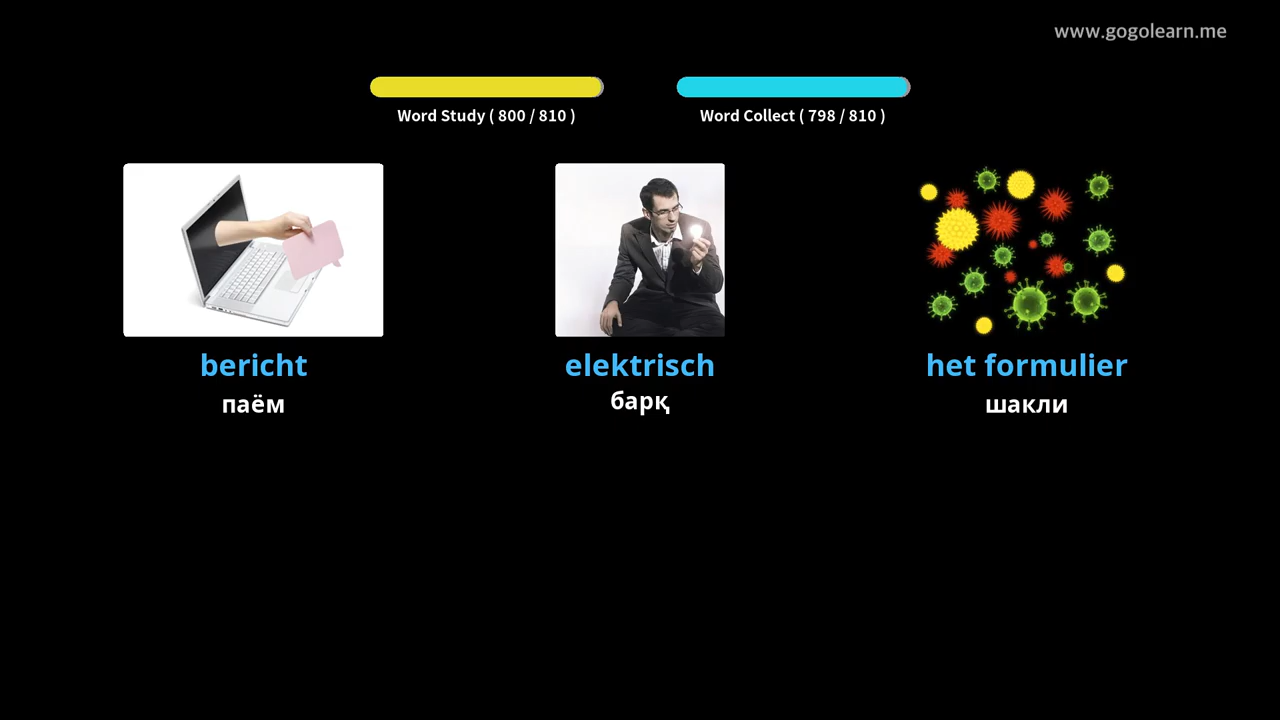 www.gogolearn.me
Word Study ( 800 / 810 )
Word Collect ( 798 / 810 )
bericht
паём
elektrisch
барқ
het formulier
шакли